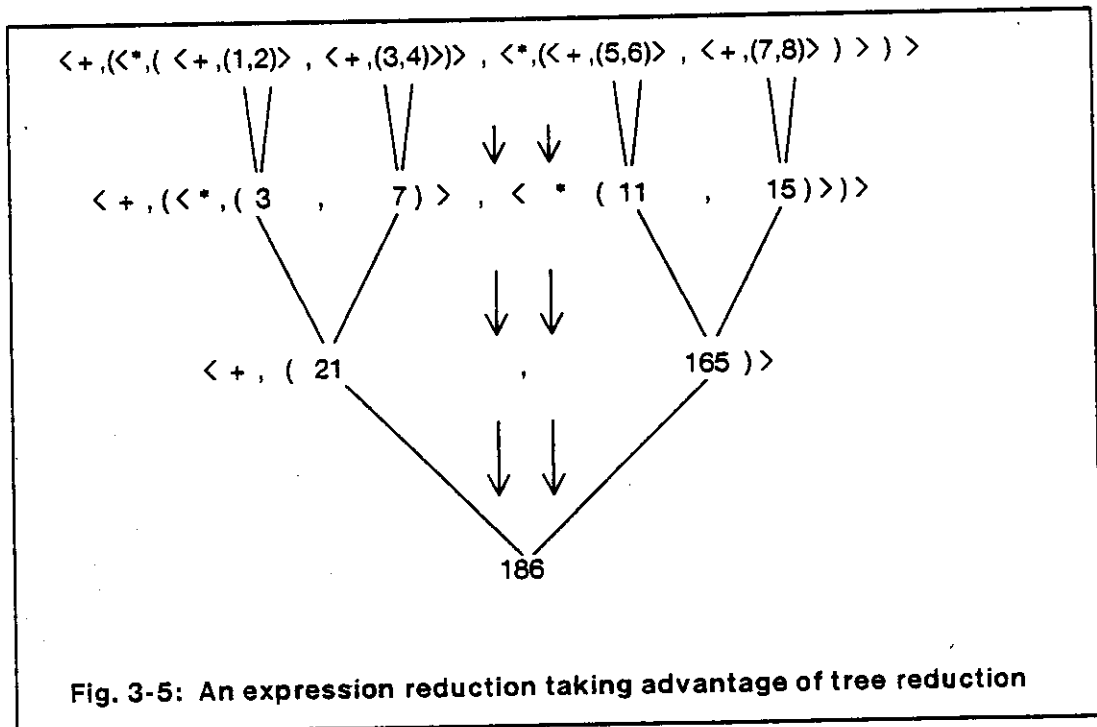 <+,(<*,( <+,(1,2)> , <+,(3,4)>)> , <*,(<+,(5,6)> , <+,(7,8)> ) > ) >
< + , (<*, ( 3 , 7 ) > , < * ( 11 , 15 )>)>
< + , ( 21 , 165 ) >
186
Fig. 3-5: An expression reduction taking advantage of tree reduction